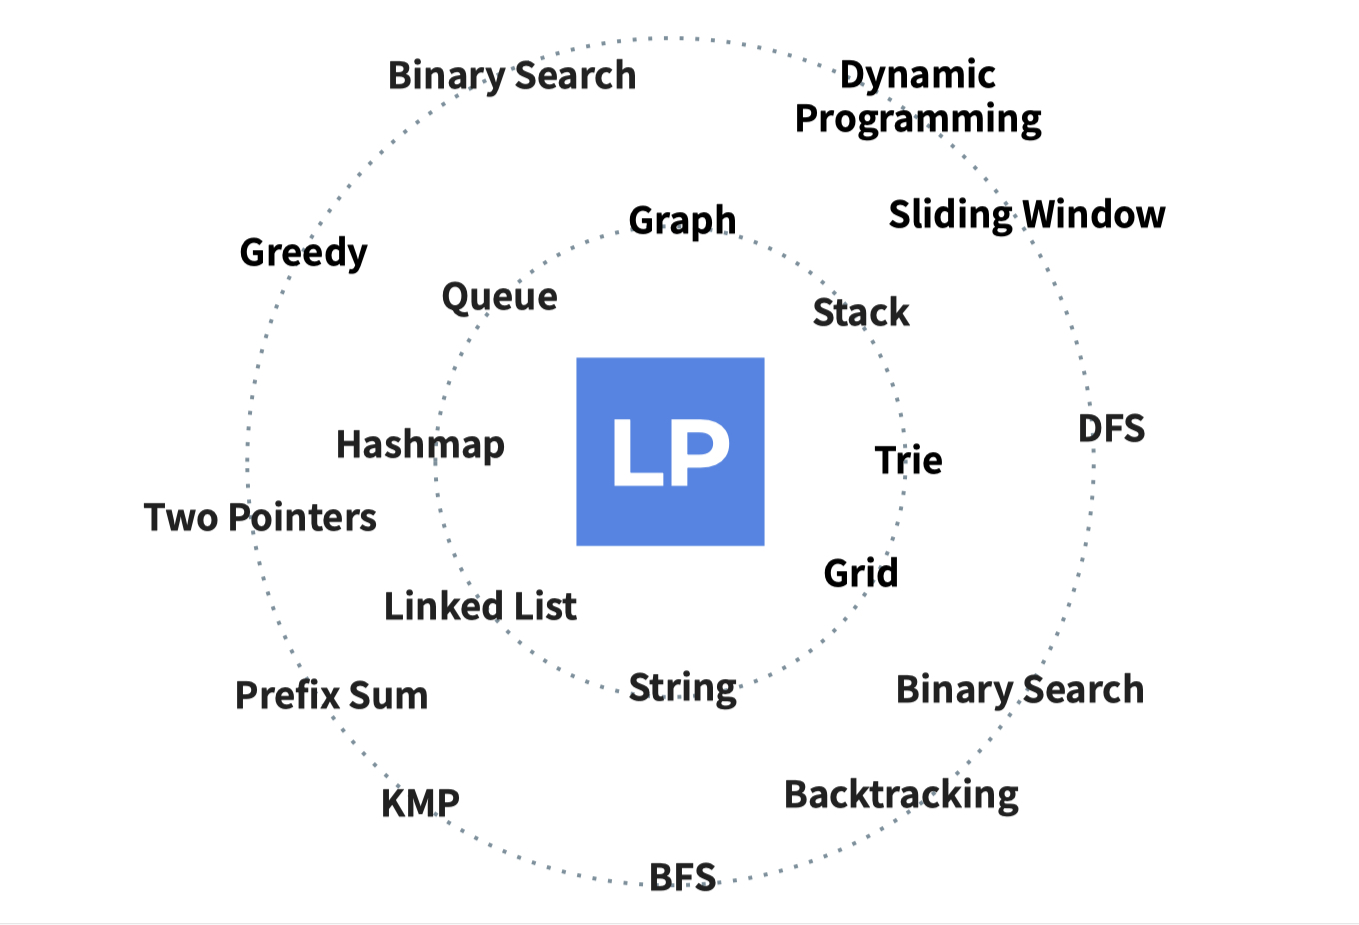 Binary Search
Dynamic
Programming
Sliding Window
Graph
Greedy
Queue
Stack
DFS
Hashmap
LP
Trie
Two Pointers
Grid
Linked List
String
Binary Search
Prefix Sum
Backtracking
KMP
BFS